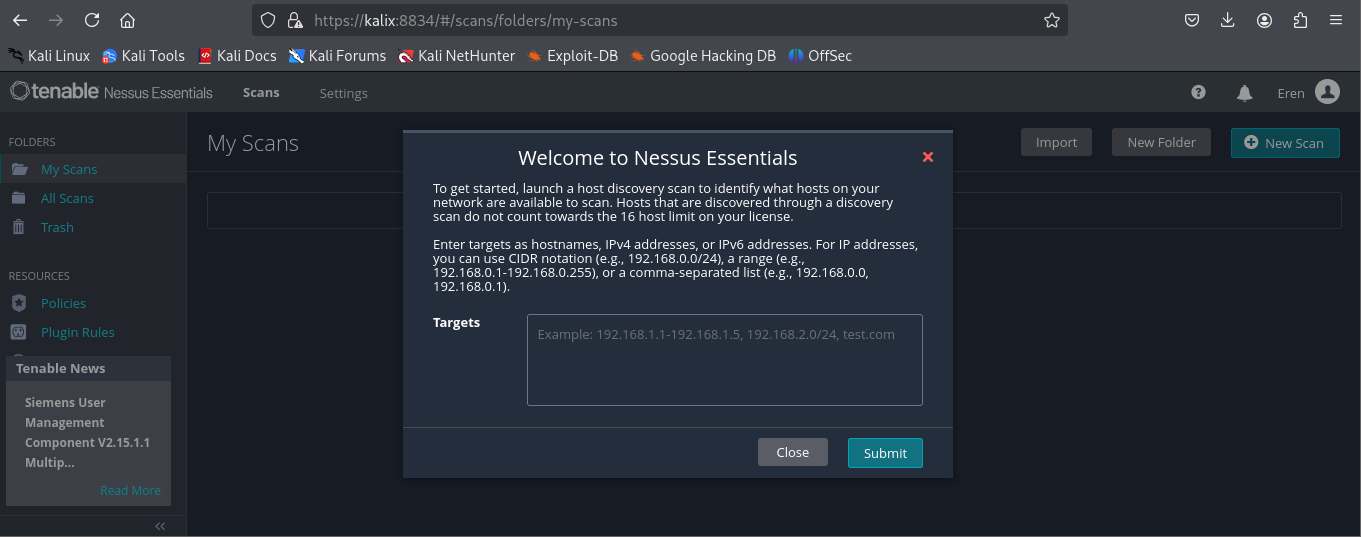 https://kalix:8834/#/scans/folders/my-scans
Kali Linux Kali Tools Kali Docs Kali Forums Kali NetHunter Exploit-DB Google Hacking DB OffSec
tenable Nessus Essentials Scans Settings Eren
FOLDERS
My Scans
All Scans
Trash
RESOURCES
Policies
Plugin Rules
Tenable News
Siemens User
Management
Component V2.15.1.1
Multip...
Read More
My Scans
Import New Folder New Scan
Welcome to Nessus Essentials
To get started, launch a host discovery scan to identify what hosts on your
network are available to scan. Hosts that are discovered through a discovery
scan do not count towards the 16 host limit on your license.
Enter targets as hostnames, IPv4 addresses, or IPv6 addresses. For IP addresses,
you can use CIDR notation (e.g., 192.168.0.0/24), a range (e.g.,
192.168.0.1-192.168.0.255), or a comma-separated list (e.g., 192.168.0.0,
192.168.0.1).
Targets
Example: 192.168.1.1-192.168.1.5, 192.168.2.0/24, test.com
Close Submit